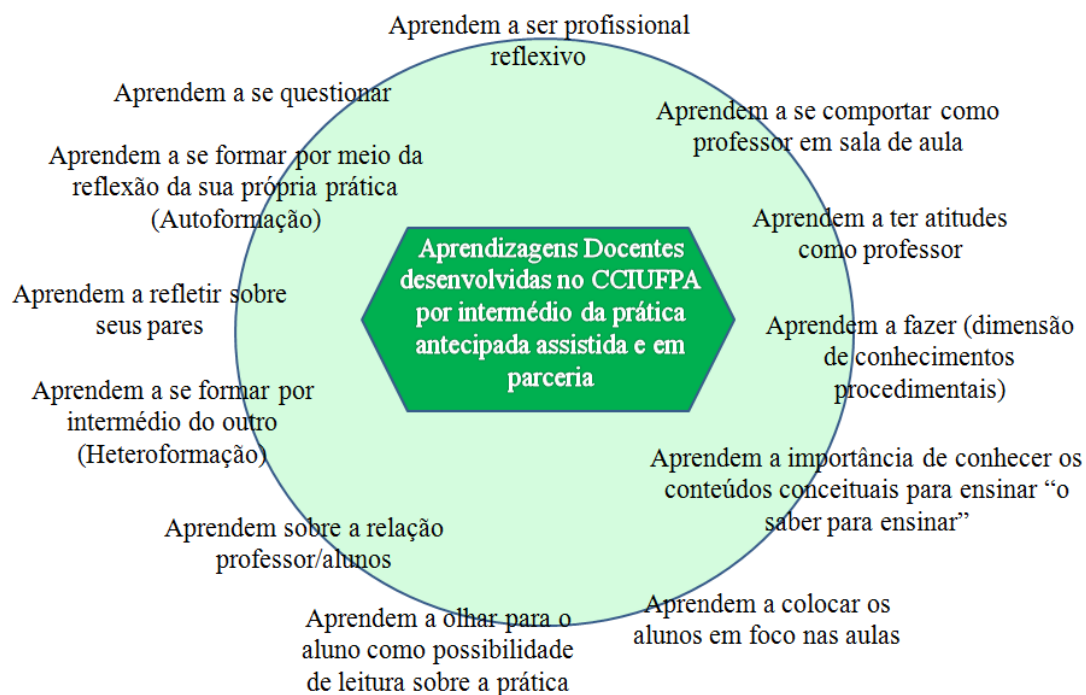 Aprendem a ser profissional
reflexivo
Aprendem a se questionar
Aprendem a se comportar como
professor em sala de aula
Aprendem a se formar por meio da
reflexão da sua própria prática
(Autoformação)
Aprendem a ter atitudes
como professor
Aprendizagens Docentes
desenvolvidas no CCIUFPA
por intermédio da prática
antecipada assistida e em
parceria
Aprendem a refletir sobre
seus pares
Aprendem a fazer (dimensão
de conhecimentos
procedimentais)
Aprendem a se formar por
intermédio do outro
(Heteroformação)
Aprendem a importância de conhecer os
conteúdos conceituais para ensinar “o
saber para ensinar”
Aprendem sobre a relação
professor/alunos
Aprendem a colocar os
alunos em foco nas aulas
Aprendem a olhar para o
aluno como possibilidade
de leitura sobre a prática